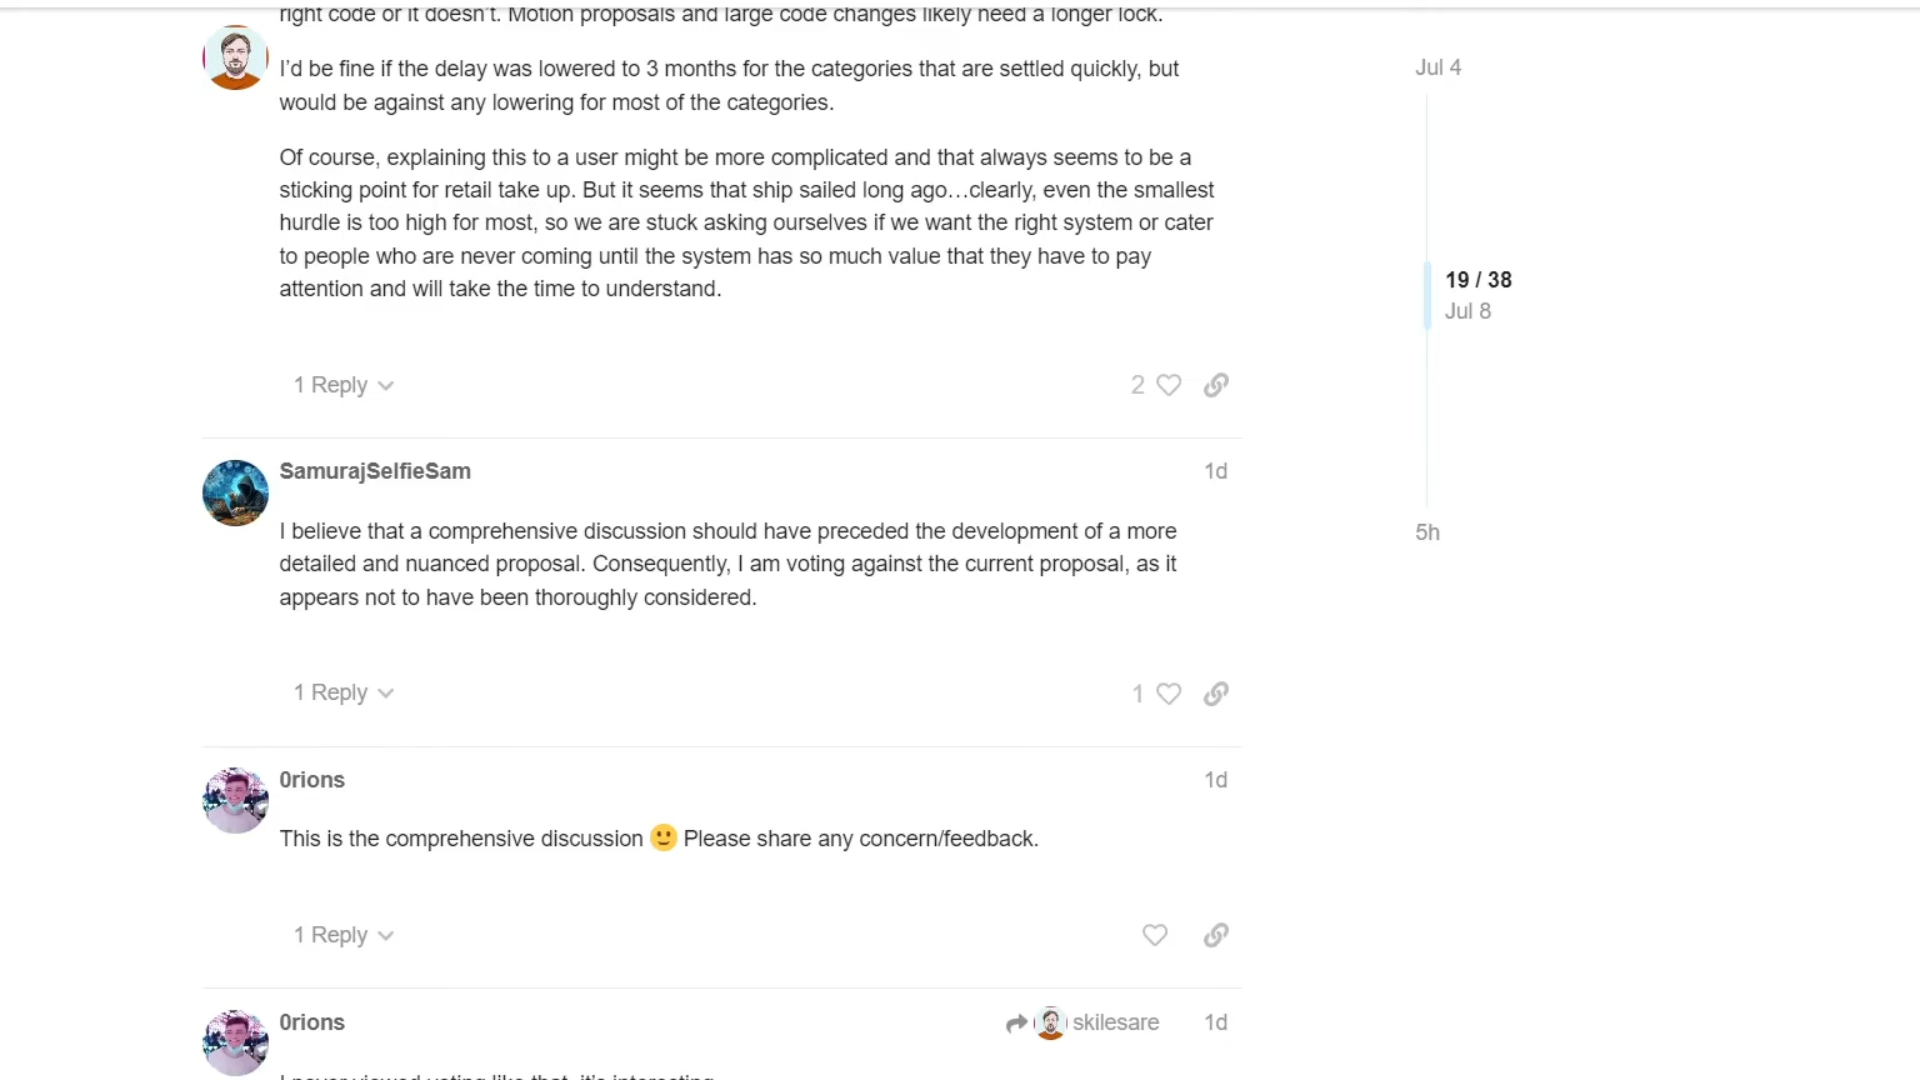 right code or it doesn't. Motion proposals and large code changes likely need a longer lock.
I'd be fine if the delay was lowered to 3 months for the categories that are settled quickly, but
would be against any lowering for most of the categories.
Of course, explaining this to a user might be more complicated and that always seems to be a
sticking point for retail take up. But it seems that ship sailed long ago…clearly, even the smallest
hurdle is too high for most, so we are stuck asking ourselves if we want the right system or cater
to people who are never coming until the system has so much value that they have to pay
attention and will take the time to understand.
1 Reply 2
SamurajSelfieSam 1d
I believe that a comprehensive discussion should have preceded the development of a more
detailed and nuanced proposal. Consequently, I am voting against the current proposal, as it
appears not to have been thoroughly considered.
1 Reply 1
0rions 1d
This is the comprehensive discussion 🙂 Please share any concern/feedback.
1 Reply
0rions skilesare 1d
I never viewed voting like that, it's interesting
Jul 4
19 / 38
Jul 8
5h